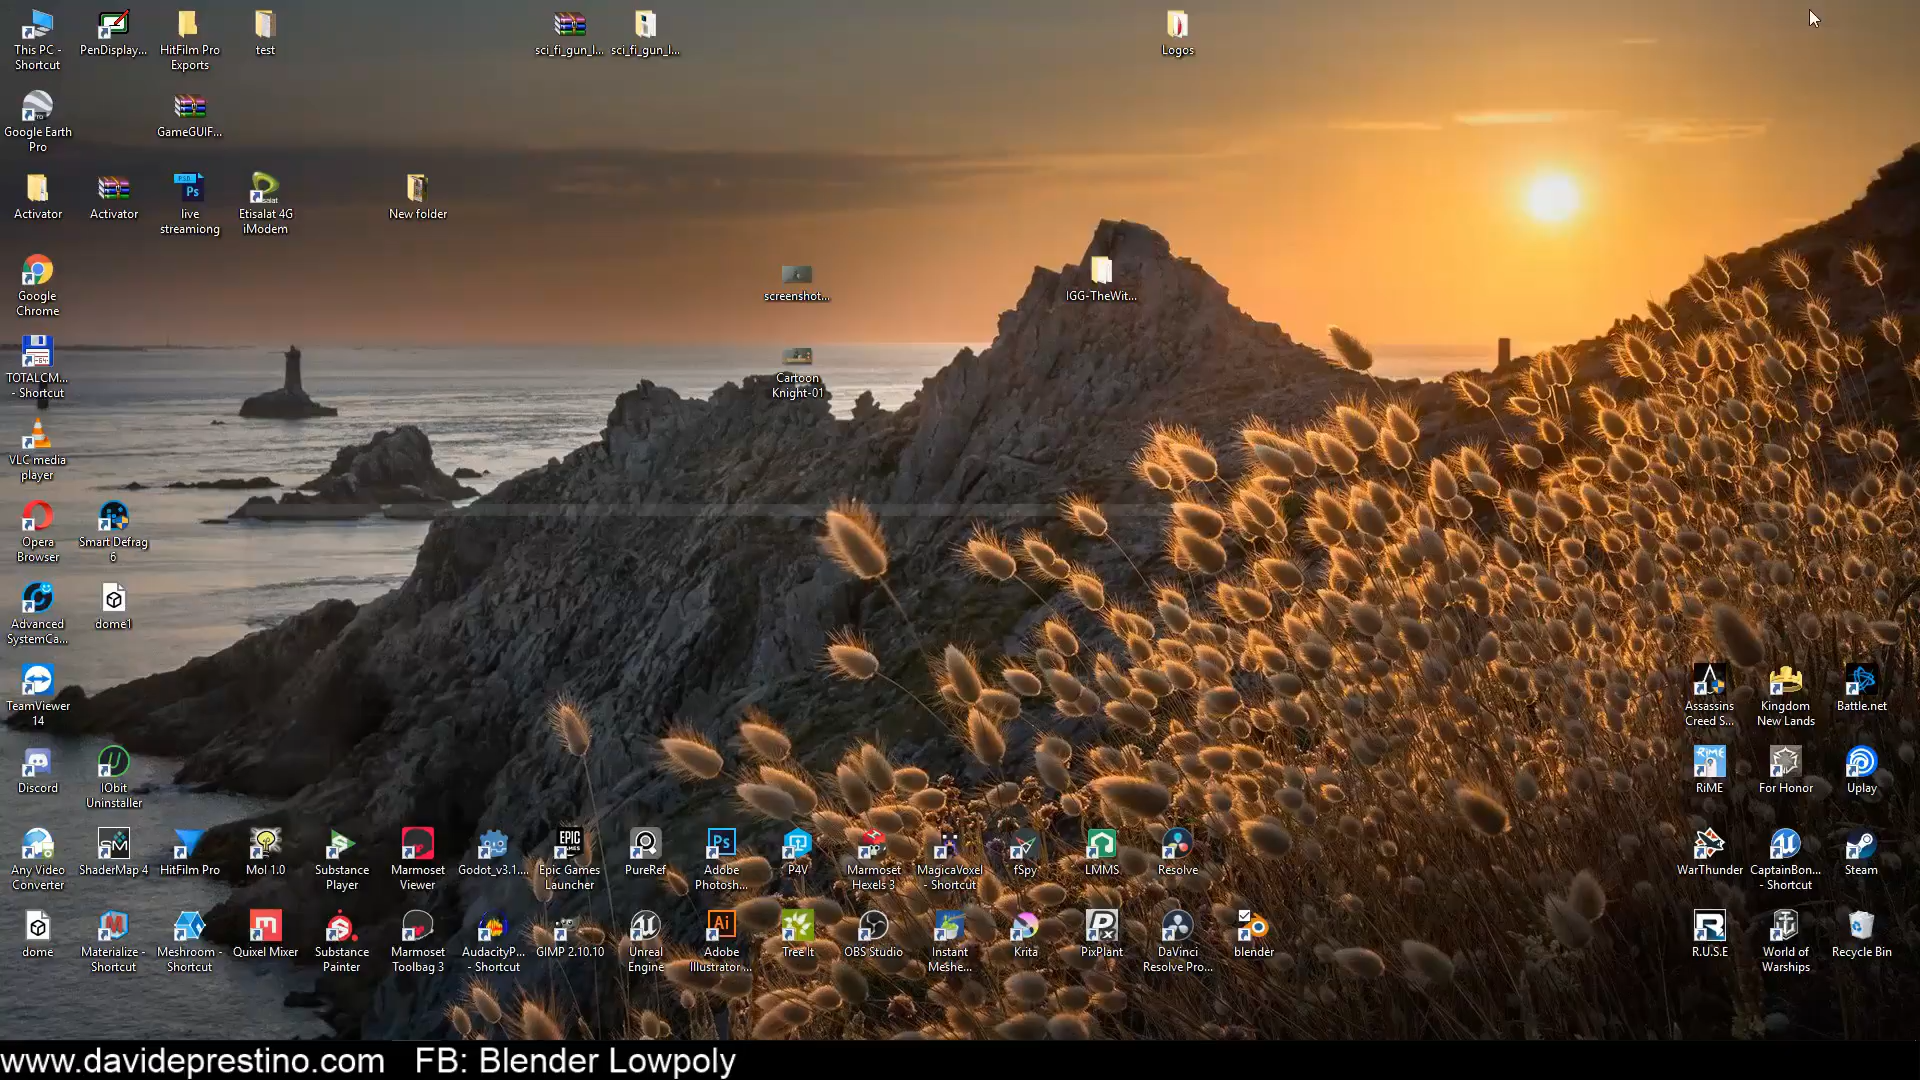 This PC -
Shortcut
PenDisplay...
HitFilm Pro
Exports
test
sci_fi_gun_l...
sci_fi_gun_l...
Logos
Google Earth
Pro
GameGUIF...
Activator
Activator
live
streamiong
Etisalat 4G
iModem
New folder
Google
Chrome
screenshot...
IGG-TheWit...
TOTALCM...
- Shortcut
Cartoon
Knight-01
VLC media
player
Opera
Browser
Smart Defrag
6
Advanced
SystemCa...
dome1
TeamViewer
14
Assassins
Creed S...
Kingdom
New Lands
Battle.net
Discord
IObit
Uninstaller
RiME
For Honor
Uplay
Any Video
Converter
ShaderMap 4
HitFilm Pro
MoI 1.0
Substance
Player
Marmoset
Viewer
Godot_v3.1....
Epic Games
Launcher
PureRef
Adobe
Photosh...
P4V
Marmoset
Hexels 3
MagicaVoxel
- Shortcut
fSpy
LMMS
Resolve
WarThunder
CaptainBon...
- Shortcut
Steam
dome
Materialize -
Shortcut
Meshroom -
Shortcut
Quixel Mixer
Substance
Painter
Marmoset
Toolbag 3
AudacityP...
- Shortcut
GIMP 2.10.10
Unreal
Engine
Adobe
Illustrator ...
Tree It
OBS Studio
Instant
Meshe...
Krita
PixPlant
DaVinci
Resolve Pro...
blender
R.U.S.E
World of
Warships
Recycle Bin
www.davideprestino.com FB: Blender Lowpoly